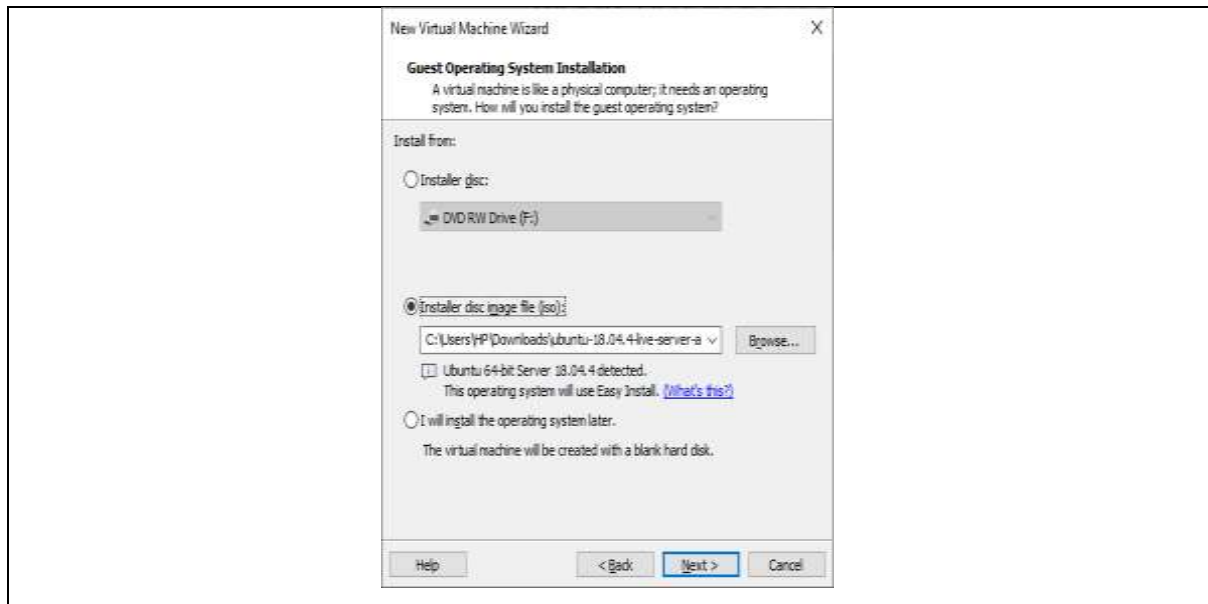 New Virtual Machine Wizard
Guest Operating System Installation
A virtual machine is like a physical computer; it needs an operating
system. How will you install the guest operating system?
Install from:
Installer disc:
DVD RW Drive (F:)
Installer disc image file (iso):
C:\Users\HP\Downloads\ubuntu-18.04.4-live-server-a
Browse...
Ubuntu 64-bit Server 18.04.4 detected.
This operating system will use Easy Install. (What's this?)
I will install the operating system later.
The virtual machine will be created with a blank hard disk.
Help
< Back
Next >
Cancel